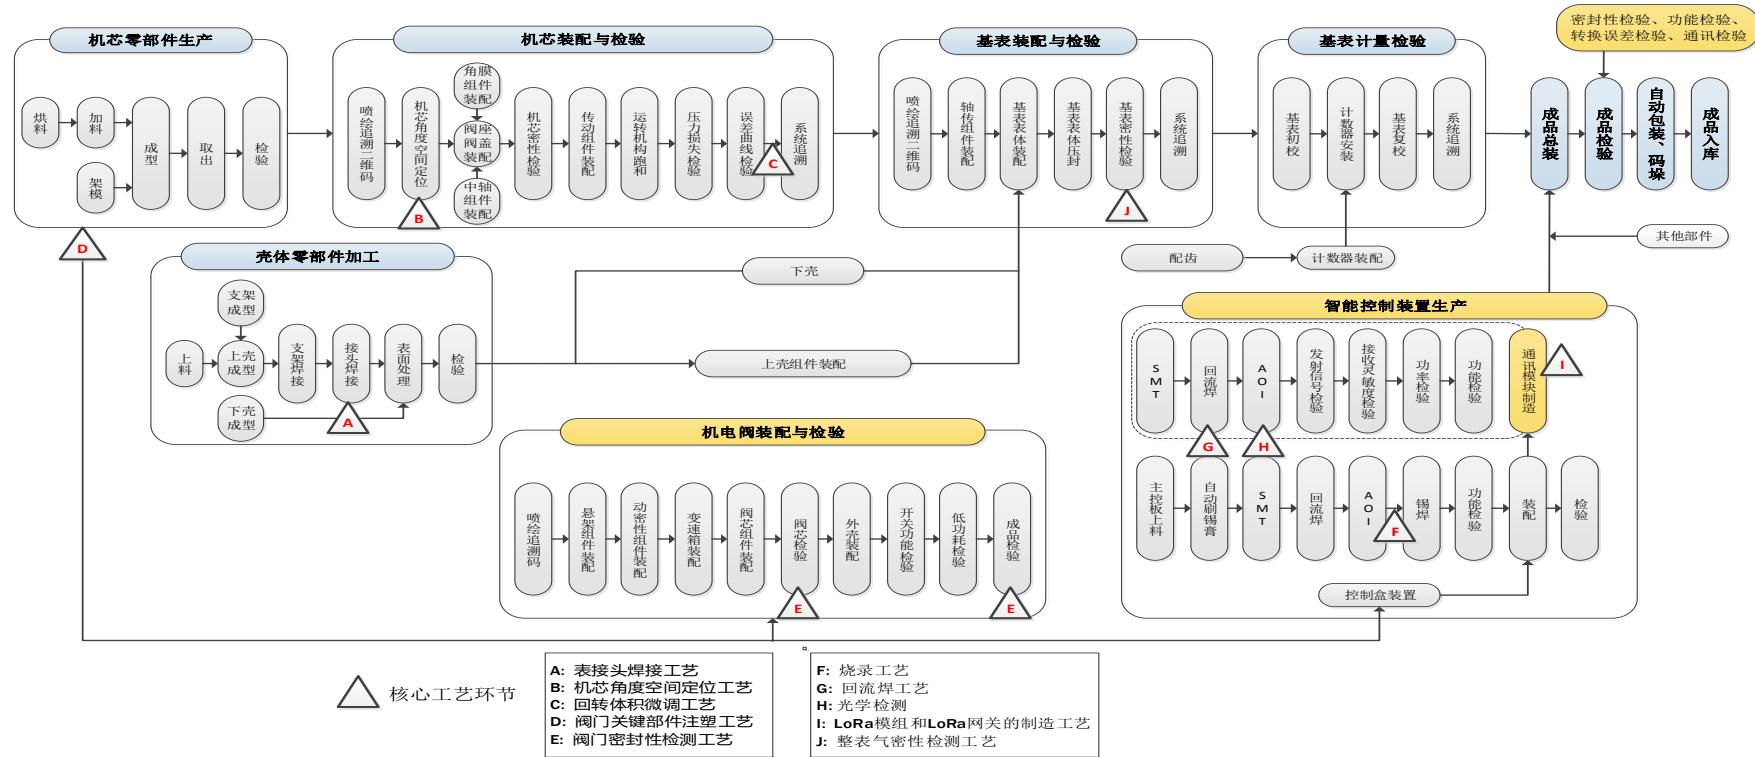 机芯零部件生产
烘料
加料
架模
成型
取出
检验
D
机芯装配与检验
喷绘追溯二维码
机芯角度空间定位
角膜组件装配
阀座阀盖装配
中轴组件装配
机芯密性检验
传动组件装配
运转机构跑和
压力损失检验
误差曲线检验
系统追溯
B
C
基表装配与检验
喷绘追溯二维码
轴传组件装配
基表表体装配
基表表体压封
基表密性检验
系统追溯
J
基表计量检验
基表初校
计数器安装
基表复校
系统追溯
密封性检验、功能检验、
转换误差检验、通讯检验
成品总装
成品检验
自动包装、码垛
成品入库
其他部件
配齿
计数器装配
壳体零部件加工
上料
支架成型
上壳成型
下壳成型
支架焊接
接头焊接
表面处理
检验
A
下壳
上壳组件装配
机电阀装配与检验
喷绘追溯码
悬架组件装配
动密性组件装配
变速箱装配
阀芯组件装配
阀芯检验
外壳装配
开关功能检验
低功耗检验
成品检验
E
E
智能控制装置生产
SMT
回流焊
AOI
发射信号检验
接收灵敏度检验
功率检验
功能检验
通讯模块制造
I
G
H
主控板上料
自动刷锡膏
SMT
回流焊
AOI
锡焊
功能检验
装配
检验
F
控制盒装置
核心工艺环节
A: 表接头焊接工艺
B: 机芯角度空间定位工艺
C: 回转体积微调工艺
D: 阀门关键部件注塑工艺
E: 阀门密封性检测工艺
F: 烧录工艺
G: 回流焊工艺
H: 光学检测
I: LoRa模组和LoRa网关的制造工艺
J: 整表气密性检测工艺